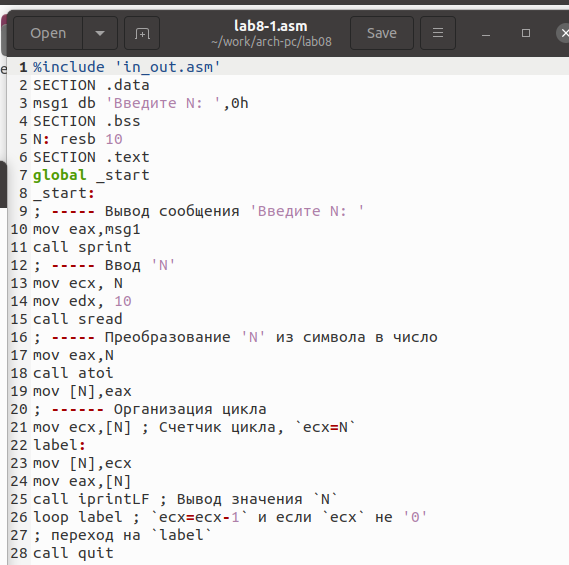 Open
lab8-1.asm
~/work/arch-pc/lab08
Save
e
1 %include 'in_out.asm'
2 SECTION .data
3 msg1 db 'Введите N: ',0h
4 SECTION .bss
5 N: resb 10
6 SECTION .text
7 global _start
8 _start:
9 ; ------ Вывод сообщения 'Введите N: '
10 mov eax,msg1
11 call sprint
12 ; ----- Ввод 'N'
13 mov ecx, N
14 mov edx, 10
15 call sread
16 ; ----- Преобразование 'N' из символа в число
17 mov eax,N
18 call atoi
19 mov [N],eax
20 ; ------ Организация цикла
21 mov ecx,[N] ; Счетчик цикла, `ecx=N`
22 label:
23 mov [N],ecx
24 mov eax,[N]
25 call iprintLF ; Вывод значения `N`
26 loop label ; `ecx=ecx-1` и если `ecx` не '0'
27 ; переход на `label`
28 call quit